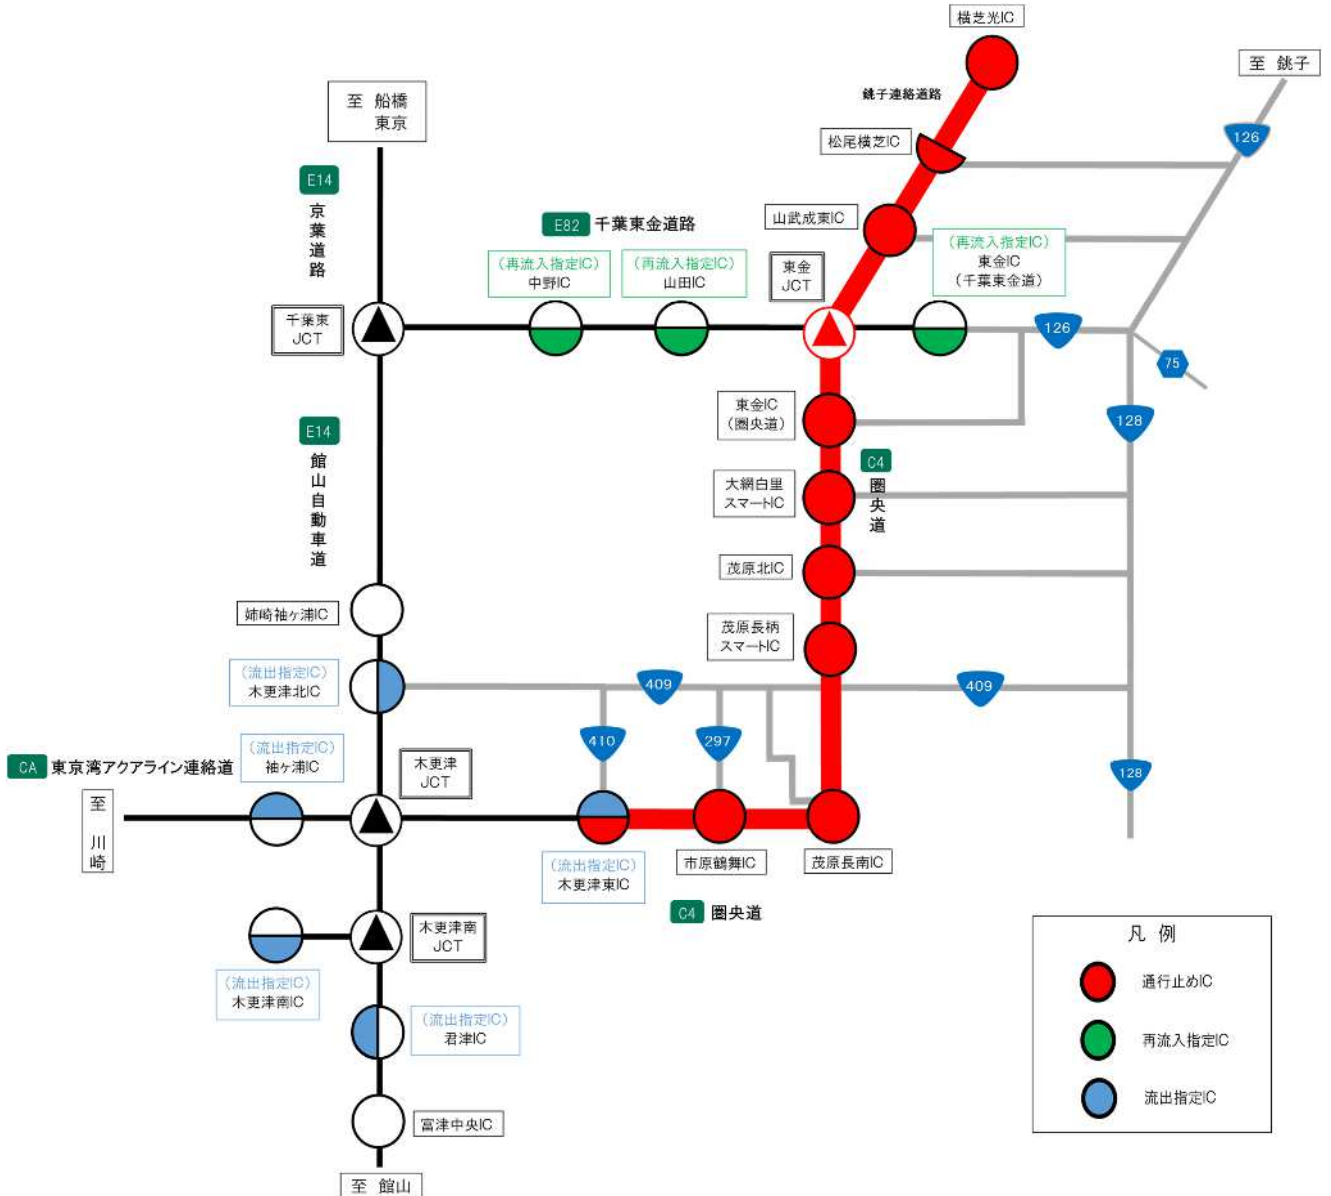 横芝光IC
至 銚子
銚子連絡道路
126
松尾横芝IC
至 船橋
東京
E14
京葉道路
山武成東IC
E82 千葉東金道路
(再流入指定IC)
中野IC
(再流入指定IC)
山田IC
東金
JCT
(再流入指定IC)
東金IC
(千葉東金道)
千葉東
JCT
126
75
東金IC
(圏央道)
128
E14
館山自動車道
C4
圏央道
大網白里
スマートIC
茂原北IC
姉崎袖ヶ浦IC
茂原長柄
スマートIC
(流出指定IC)
木更津北IC
409
409
410
297
128
CA 東京湾アクアライン連絡道
(流出指定IC)
袖ヶ浦IC
木更津
JCT
至 川崎
(流出指定IC)
木更津東IC
市原鶴舞IC
茂原長南IC
C4 圏央道
木更津南
JCT
(流出指定IC)
木更津南IC
(流出指定IC)
君津IC
富津中央IC
至 館山
凡 例
通行止めIC
再流入指定IC
流出指定IC